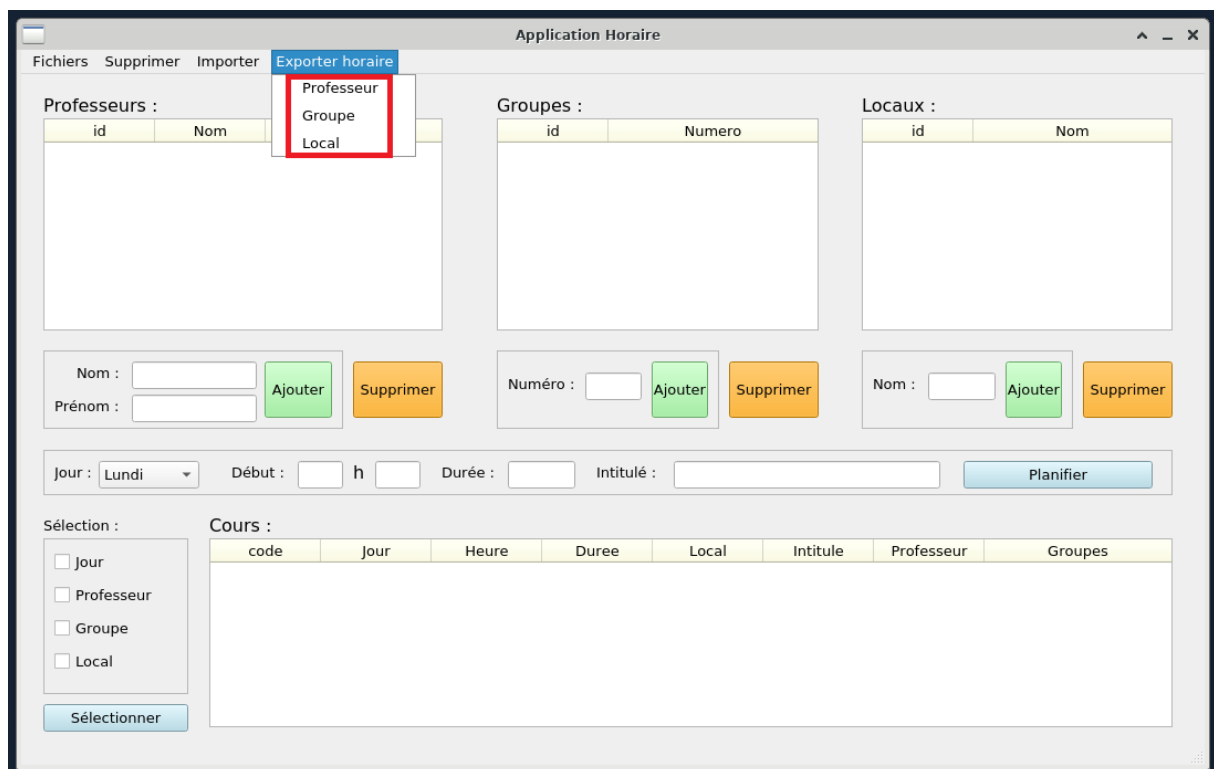 Application Horaire
Fichiers Supprimer Importer Exporter horaire
Professeur
Groupe
Local
Professeurs :
id Nom
Groupes :
id Numero
Locaux :
id Nom
Nom :
Prénom :
Ajouter
Supprimer
Numéro :
Ajouter
Supprimer
Nom :
Ajouter
Supprimer
Jour : Lundi Début : h Durée : Intitulé : Planifier
Sélection :
Jour
Professeur
Groupe
Local
Sélectionner
Cours :
code Jour Heure Duree Local Intitule Professeur Groupes